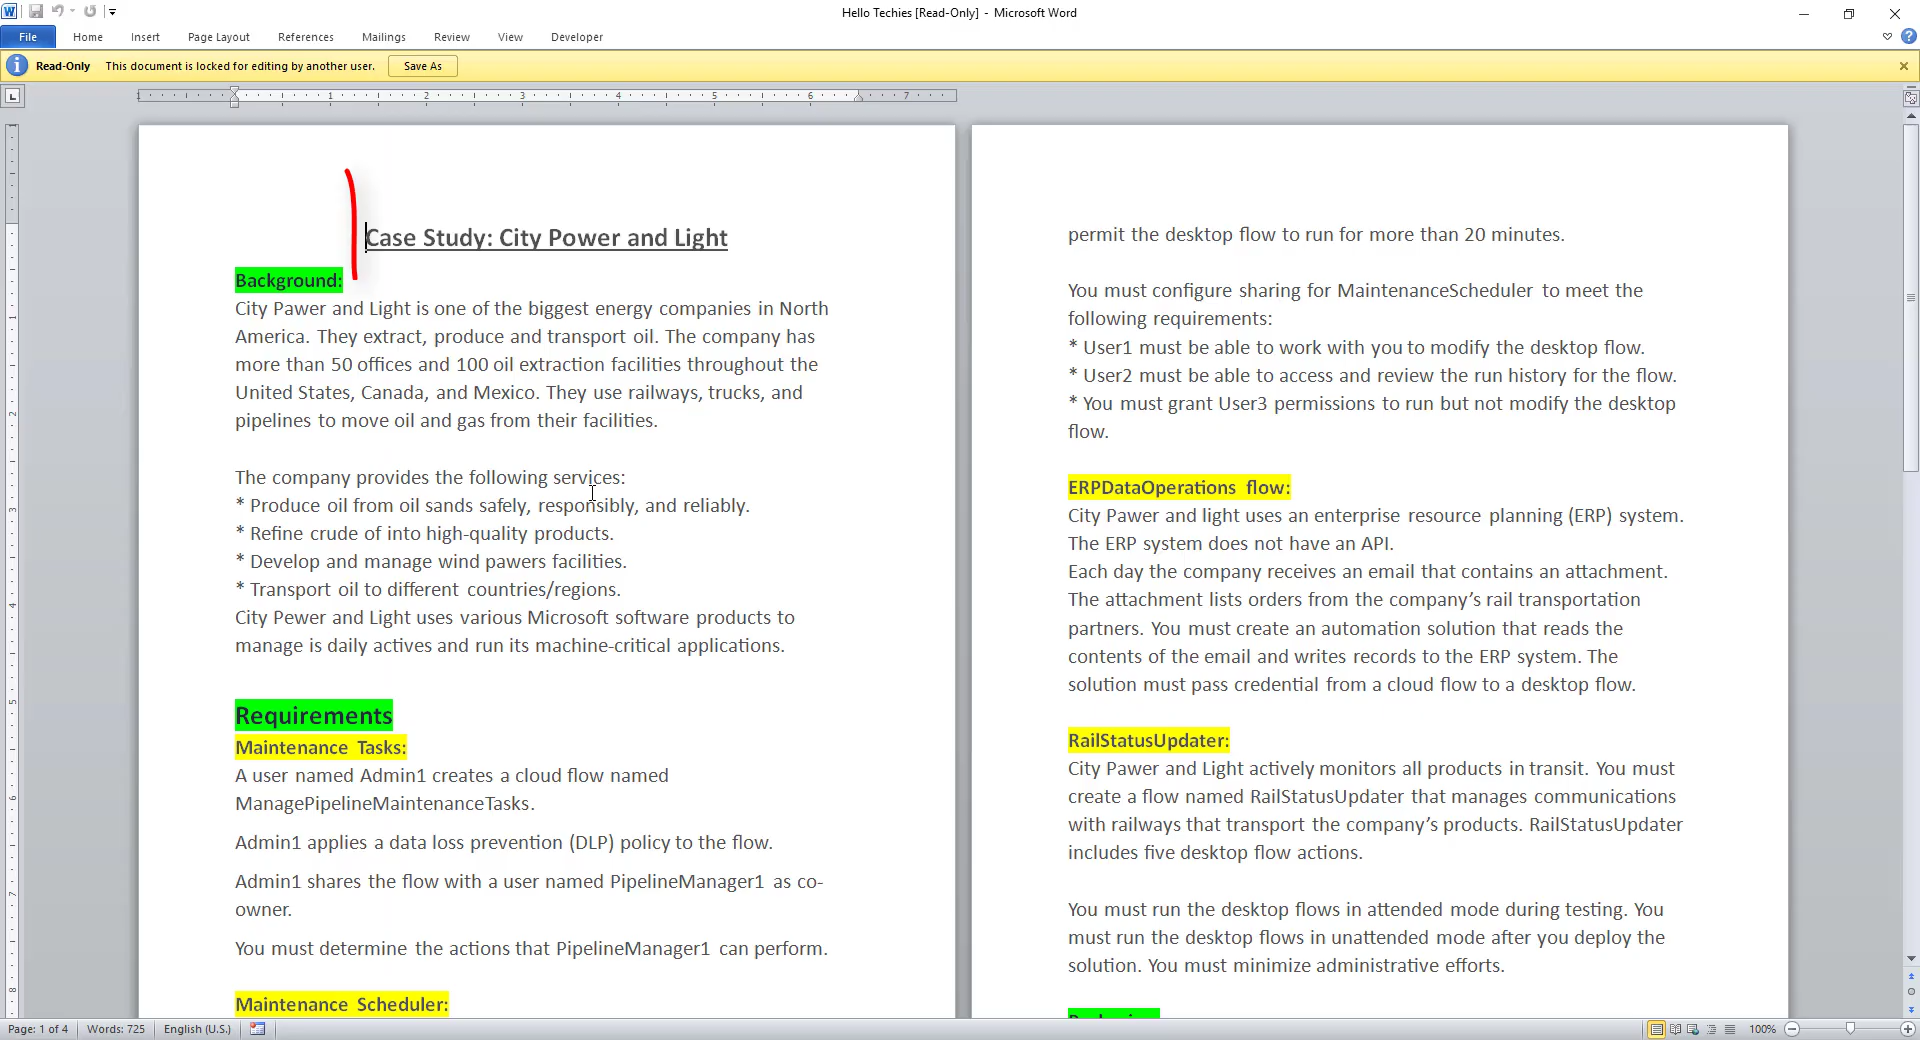 Hello Techies [Read-Only] - Microsoft Word
File Home Insert Page Layout References Mailings Review View Developer
Read-Only This document is locked for editing by another user. Save As
1 1 2 3 4 5 6 7
Case Study: City Power and Light
Background:
City Pawer and Light is one of the biggest energy companies in North
America. They extract, produce and transport oil. The company has
more than 50 offices and 100 oil extraction facilities throughout the
United States, Canada, and Mexico. They use railways, trucks, and
pipelines to move oil and gas from their facilities.
The company provides the following services:
* Produce oil from oil sands safely, responsibly, and reliably.
* Refine crude of into high-quality products.
* Develop and manage wind pawers facilities.
* Transport oil to different countries/regions.
City Pewer and Light uses various Microsoft software products to
manage is daily actives and run its machine-critical applications.
Requirements
Maintenance Tasks:
A user named Admin1 creates a cloud flow named
ManagePipelineMaintenanceTasks.
Admin1 applies a data loss prevention (DLP) policy to the flow.
Admin1 shares the flow with a user named PipelineManager1 as co-
owner.
You must determine the actions that PipelineManager1 can perform.
Maintenance Scheduler:
permit the desktop flow to run for more than 20 minutes.
You must configure sharing for MaintenanceScheduler to meet the
following requirements:
* User1 must be able to work with you to modify the desktop flow.
* User2 must be able to access and review the run history for the flow.
* You must grant User3 permissions to run but not modify the desktop
flow.
ERPDataOperations flow:
City Pawer and light uses an enterprise resource planning (ERP) system.
The ERP system does not have an API.
Each day the company receives an email that contains an attachment.
The attachment lists orders from the company’s rail transportation
partners. You must create an automation solution that reads the
contents of the email and writes records to the ERP system. The
solution must pass credential from a cloud flow to a desktop flow.
RailStatusUpdater:
City Pawer and Light actively monitors all products in transit. You must
create a flow named RailStatusUpdater that manages communications
with railways that transport the company’s products. RailStatusUpdater
includes five desktop flow actions.
You must run the desktop flows in attended mode during testing. You
must run the desktop flows in unattended mode after you deploy the
solution. You must minimize administrative efforts.
Page: 1 of 4 Words: 725 English (U.S.) 100%